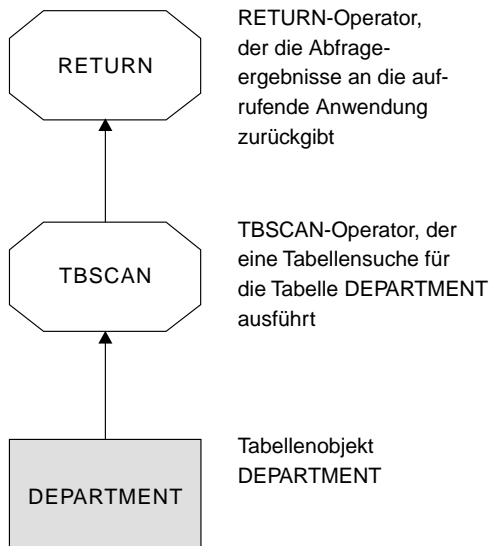 RETURN
RETURN-Operator,
der die Abfrage-
ergebnisse an die auf-
rufende Anwendung
zurückgibt
TBSCAN
TBSCAN-Operator, der
eine Tabellensuche für
die Tabelle DEPARTMENT
ausführt
DEPARTMENT
Tabellenobjekt
DEPARTMENT